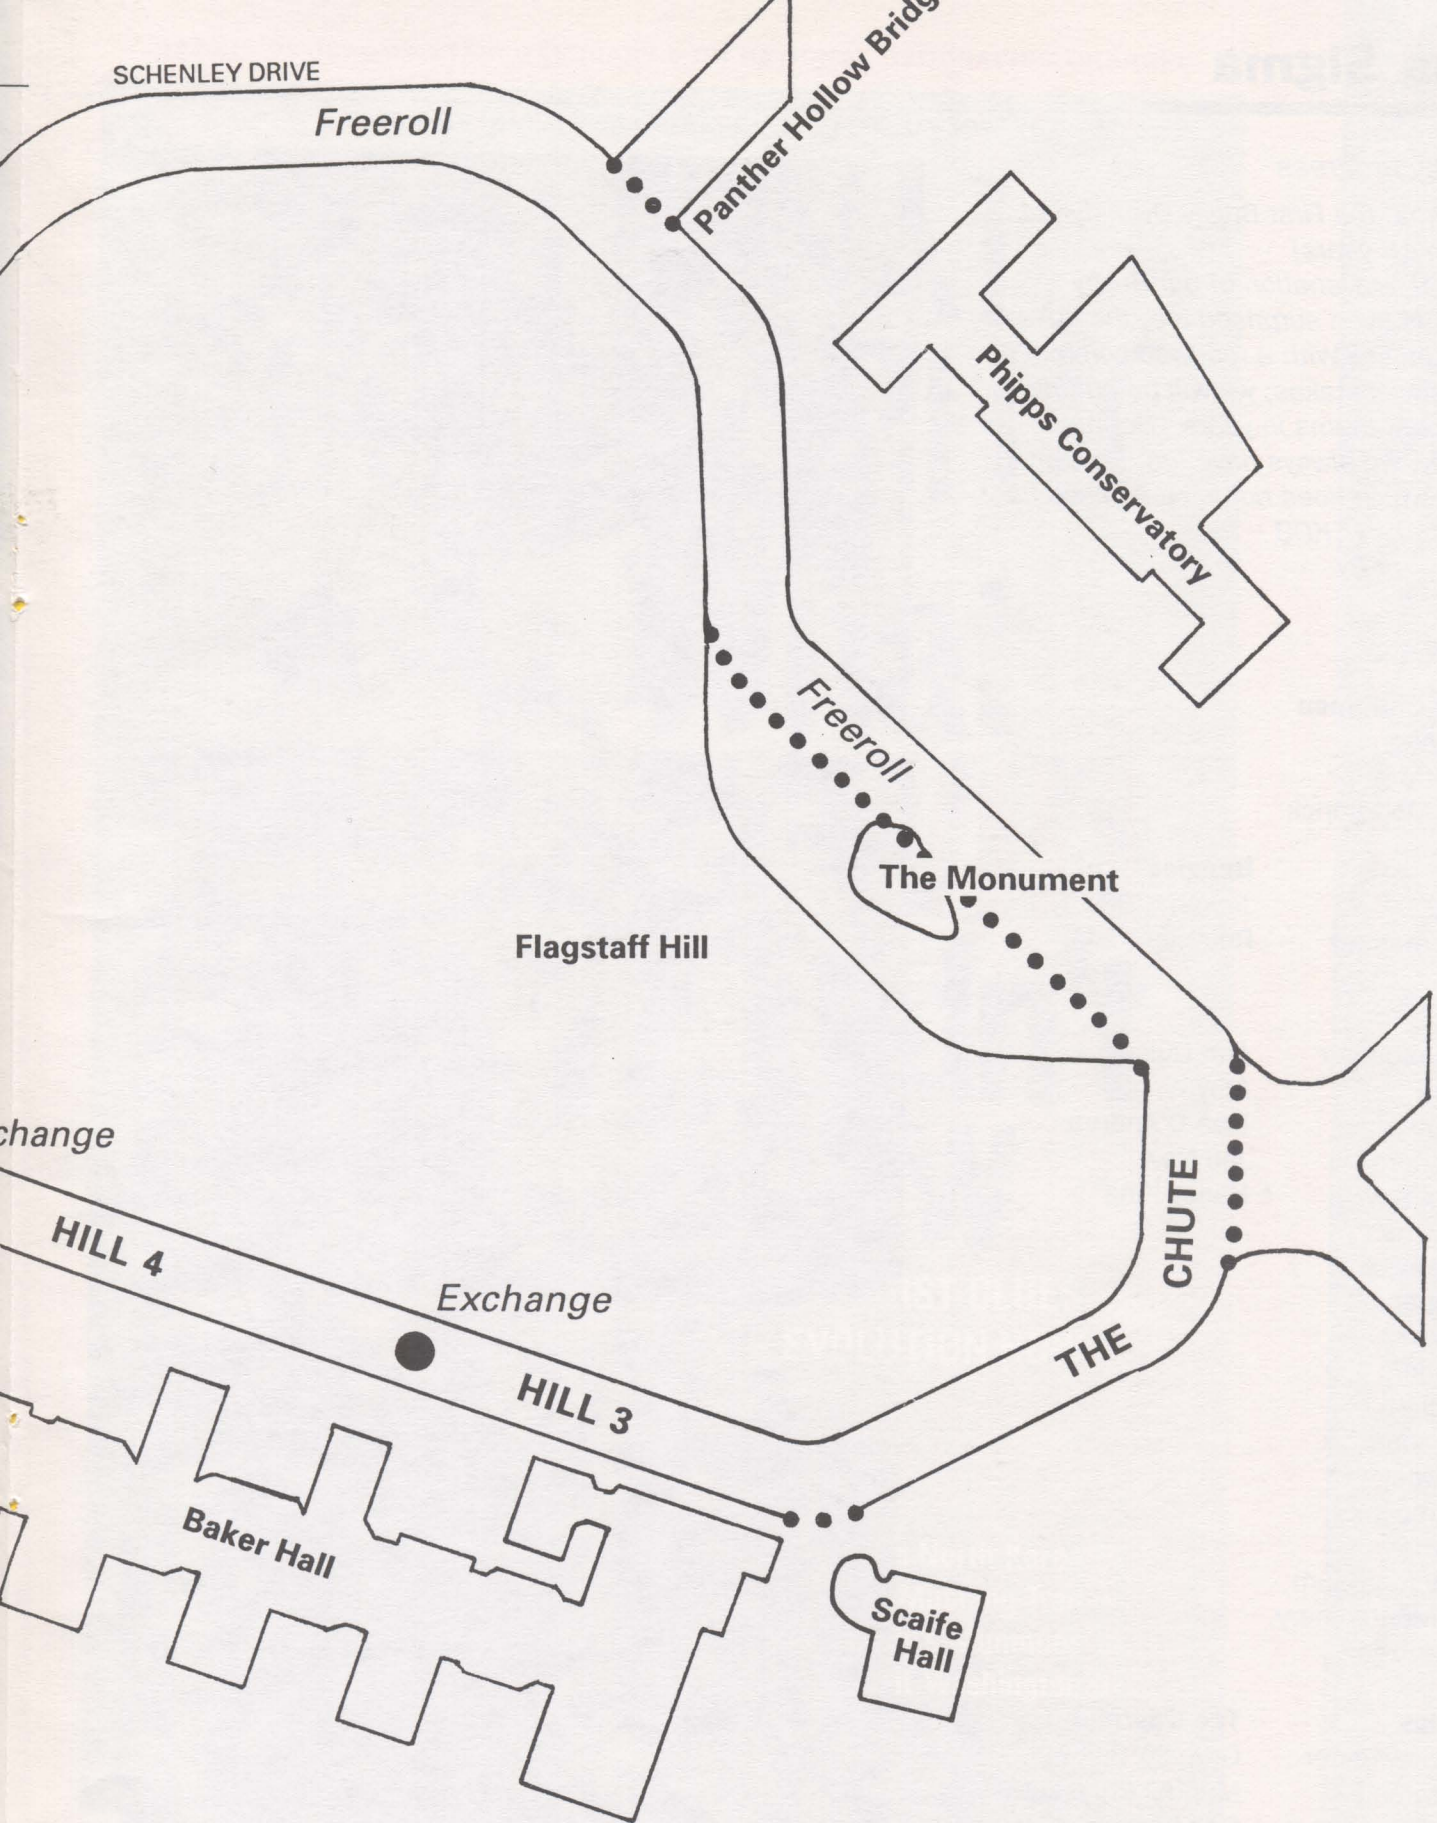 SCHENLEY DRIVE
Freeroll
Panther Hollow
Phipps Conservatory
Freeroll
The Monument
Flagstaff Hill
change
HILL 4
Exchange
HILL 3
THE
CHUTE
Baker Hall
Scaife
Hall